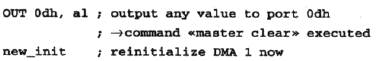 OUT 0dh, al ; output any value to port 0dh
; →command «master clear» executed
new_init ; reinitialize DMA 1 now